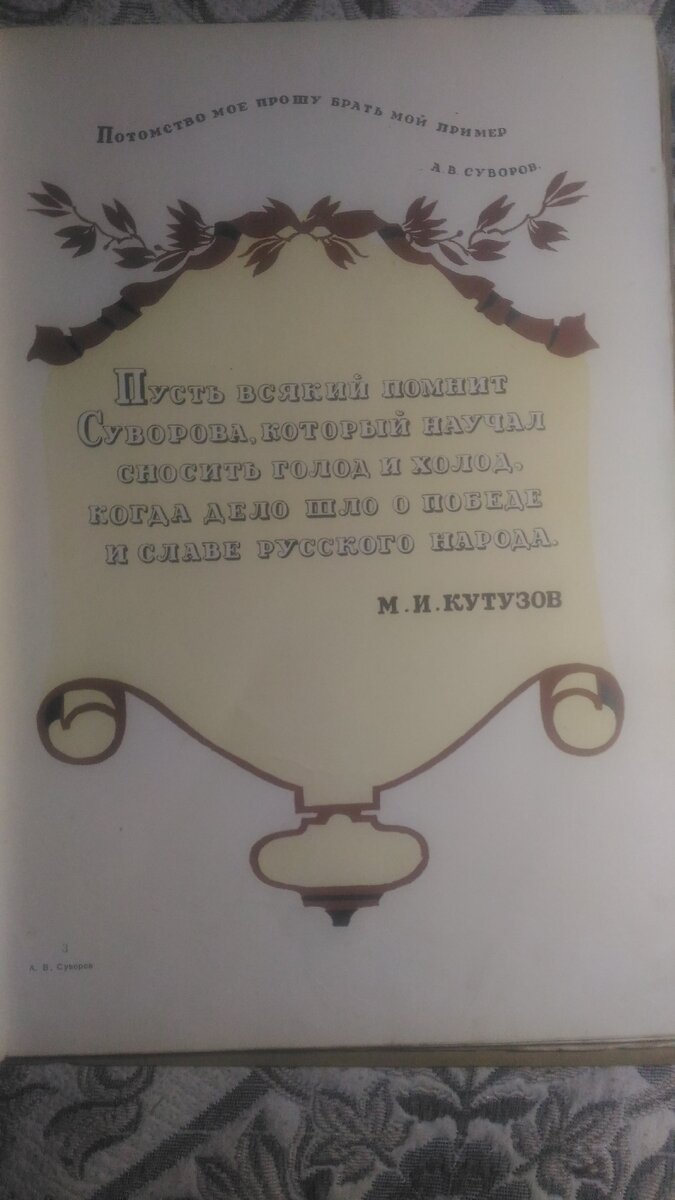 Потомство мое прошу брать мой пример
А.В. Суворов.
Пусть всякий помнит
Суворова, который научал
сносить голод и холод,
когда дело шло о победе
и славе русского народа.
М.И.Кутузов
3
А. В. Суворов